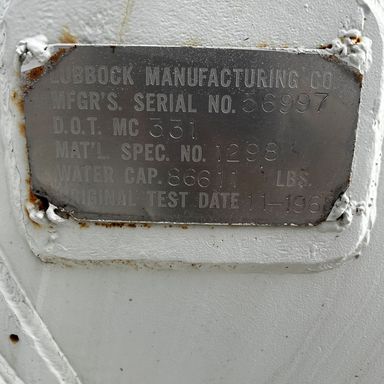 LUBBOCK MANUFACTURING CO.
MFGR'S. SERIAL NO. 36997
D.O.T. MC 331
MAT'L. SPEC. NO. 1298
WATER CAP. 86611 LBS.
ORIGINAL TEST DATE